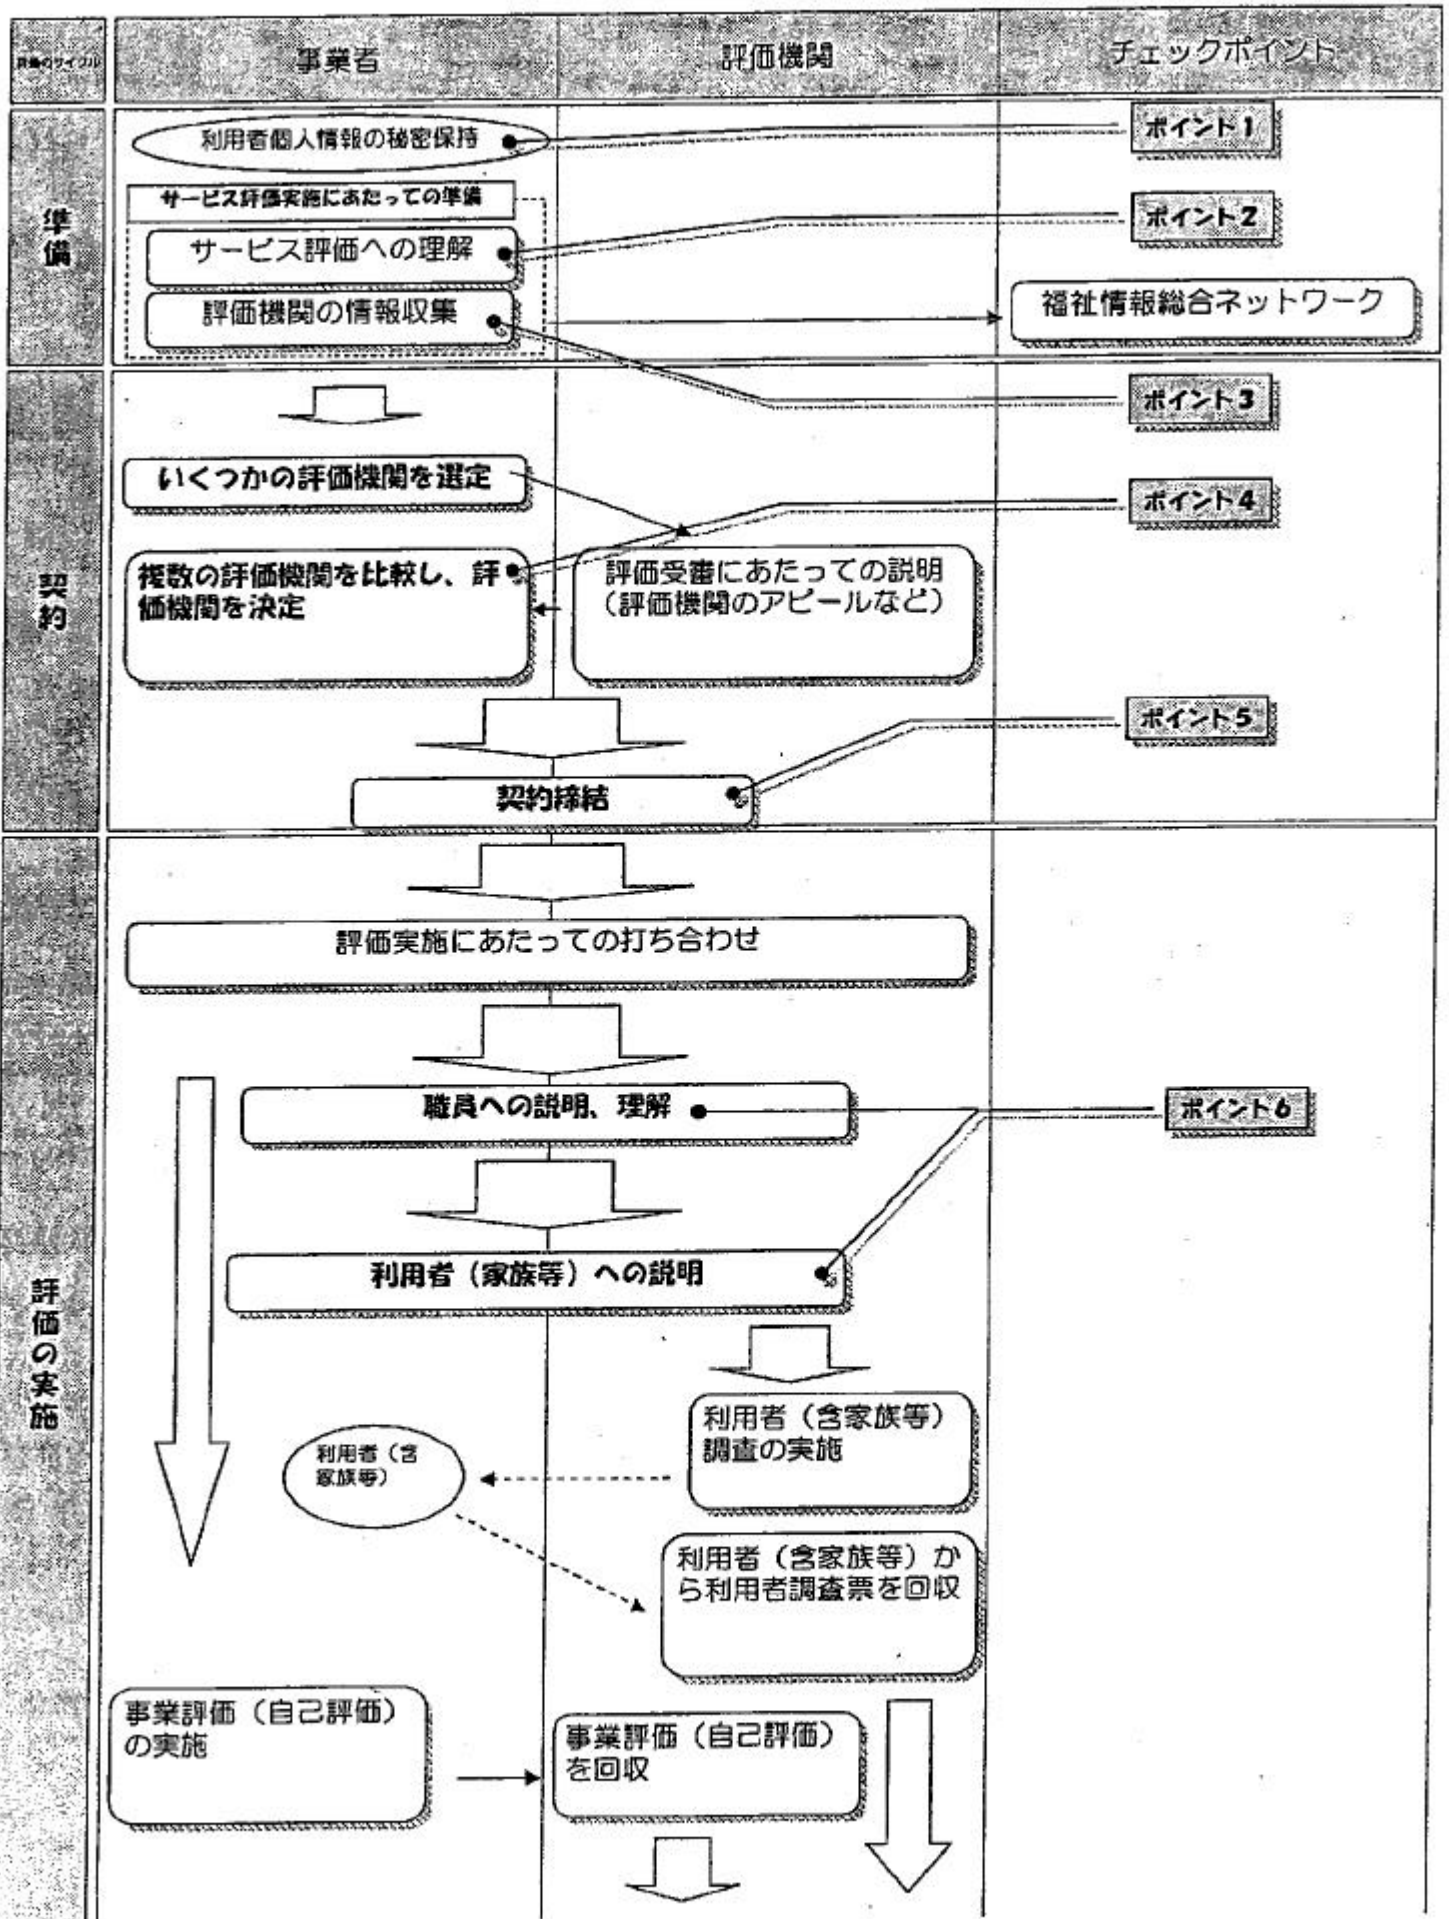 評価のサイクル
事業者
評価機関
チェックポイント
準備
利用者個人情報の秘密保持
ポイント1
サービス評価実施にあたっての準備
サービス評価への理解
ポイント2
評価機関の情報収集
福祉情報総合ネットワーク
契約
ポイント3
いくつかの評価機関を選定
ポイント4
複数の評価機関を比較し、評
価機関を決定
評価受審にあたっての説明
（評価機関のアピールなど）
ポイント5
契約締結
評価の実施
評価実施にあたっての打ち合わせ
職員への説明、理解
ポイント6
利用者（家族等）への説明
利用者（含家族等）
調査の実施
利用者（含
家族等）
利用者（含家族等）か
ら利用者調査票を回収
事業評価（自己評価）
の実施
事業評価（自己評価）
を回収